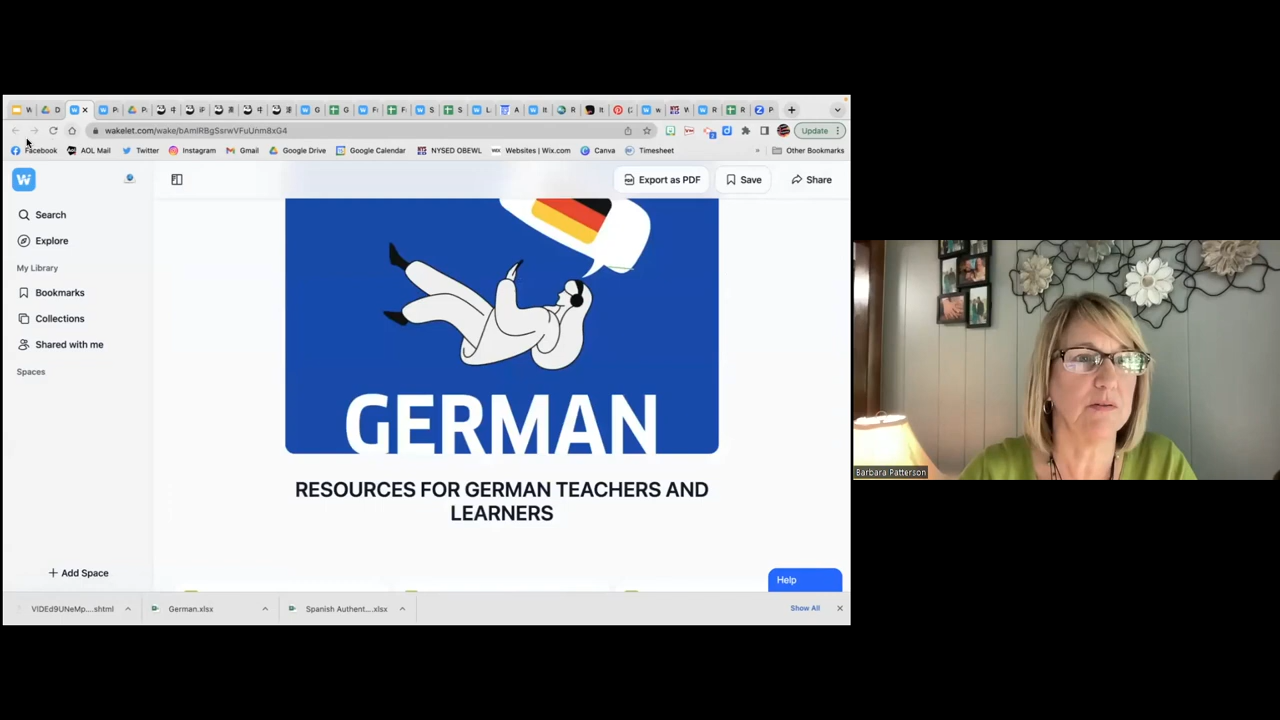 wakelet.com/wake/bAmlRBgSsrwVFuUnm8xG4
Update
Facebook
AOL Mail
Twitter
Instagram
Gmail
Google Drive
Google Calendar
NYSED OBEWL
Websites | Wix.com
Canva
Timesheet
»
Other Bookmarks
Export as PDF
Save
Share
Search
Explore
My Library
Bookmarks
Collections
Shared with me
Spaces
+ Add Space
GERMAN
RESOURCES FOR GERMAN TEACHERS AND
LEARNERS
Help
German.xlsx
Spanish Authent....xlsx
Show All
Barbara Patterson